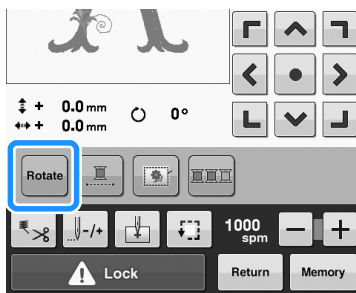 + 0.0 mm
+ 0.0 mm 0°
Rotate
-/+
1000
spm
- +
Lock
Return
Memory